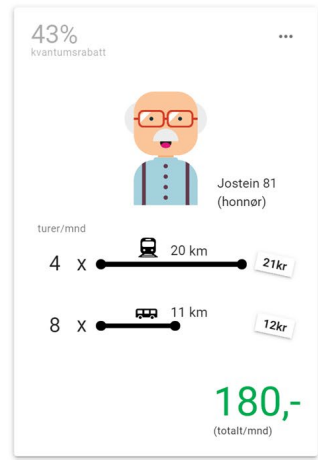 43%
kvantumsrabatt
...
Jostein 81
(honnør)
turer/mnd
20 km
4 X
21kr
11 km
8 X
12kr
180,-
(totalt/mnd)